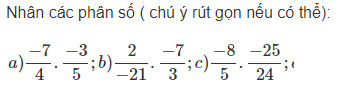 Nhân các phân số ( chú ý rút gọn nếu có thể):
a) -7/4 . -3/5 ; b) 2/-21 . -7/3 ; c) -8/5 . -25/24 ;